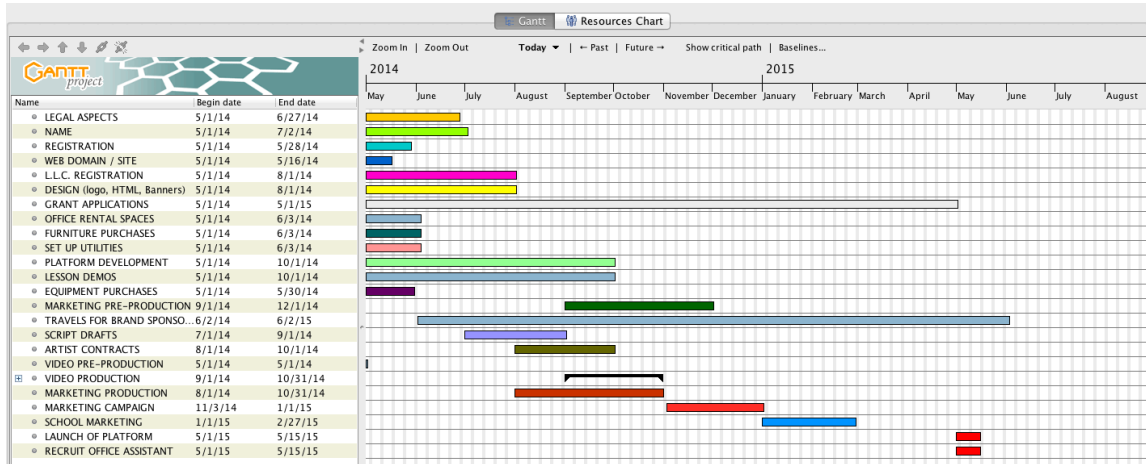 Gantt Resources Chart
Zoom In | Zoom Out Today ▾ | ← Past | Future → Show critical path | Baselines...
GANTT project
2014 2015
Name Begin date End date May June July August September October November December January February March April May June July August
LEGAL ASPECTS 5/1/14 6/27/14
NAME 5/1/14 7/2/14
REGISTRATION 5/1/14 5/28/14
WEB DOMAIN / SITE 5/1/14 5/16/14
L.L.C. REGISTRATION 5/1/14 8/1/14
DESIGN (logo, HTML, Banners) 5/1/14 8/1/14
GRANT APPLICATIONS 5/1/14 5/1/15
OFFICE RENTAL SPACES 5/1/14 6/3/14
FURNITURE PURCHASES 5/1/14 6/3/14
SET UP UTILITIES 5/1/14 6/3/14
PLATFORM DEVELOPMENT 5/1/14 10/1/14
LESSON DEMOS 5/1/14 10/1/14
EQUIPMENT PURCHASES 5/1/14 5/30/14
MARKETING PRE-PRODUCTION 9/1/14 12/1/14
TRAVELS FOR BRAND SPONSO... 6/2/14 6/2/15
SCRIPT DRAFTS 7/1/14 9/1/14
ARTIST CONTRACTS 8/1/14 10/1/14
VIDEO PRE-PRODUCTION 5/1/14 5/1/14
VIDEO PRODUCTION 9/1/14 10/31/14
MARKETING PRODUCTION 8/1/14 10/31/14
MARKETING CAMPAIGN 11/3/14 1/1/15
SCHOOL MARKETING 1/1/15 2/27/15
LAUNCH OF PLATFORM 5/1/15 5/15/15
RECRUIT OFFICE ASSISTANT 5/1/15 5/15/15